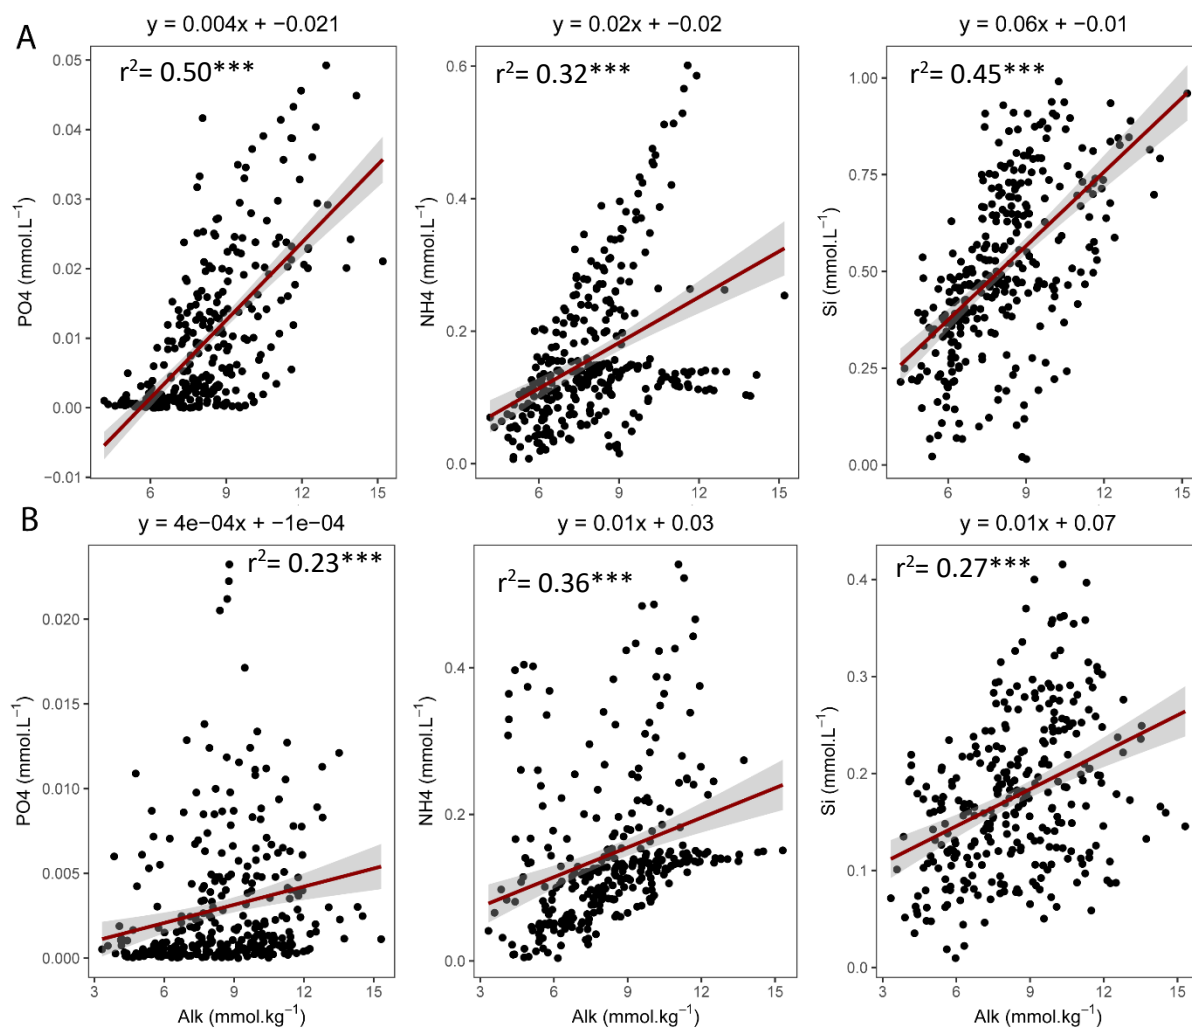 A
y = 0.004x + −0.021
y = 0.02x + −0.02
y = 0.06x + −0.01
r²= 0.50***
r²= 0.32***
r²= 0.45***
PO4 (mmol.L⁻¹)
0.05
0.04
0.03
0.02
0.01
0.00
−0.01
6 9 12 15
NH4 (mmol.L⁻¹)
0.6
0.4
0.2
0.0
6 9 12 15
Si (mmol.L⁻¹)
1.00
0.75
0.50
0.25
0.00
6 9 12 15
B
y = 4e−04x + −1e−04
y = 0.01x + 0.03
y = 0.01x + 0.07
r²= 0.23***
r²= 0.36***
r²= 0.27***
PO4 (mmol.L⁻¹)
0.020
0.015
0.010
0.005
0.000
3 6 9 12 15
Alk (mmol.kg⁻¹)
NH4 (mmol.L⁻¹)
0.4
0.2
0.0
3 6 9 12 15
Alk (mmol.kg⁻¹)
Si (mmol.L⁻¹)
0.4
0.3
0.2
0.1
0.0
3 6 9 12 15
Alk (mmol.kg⁻¹)